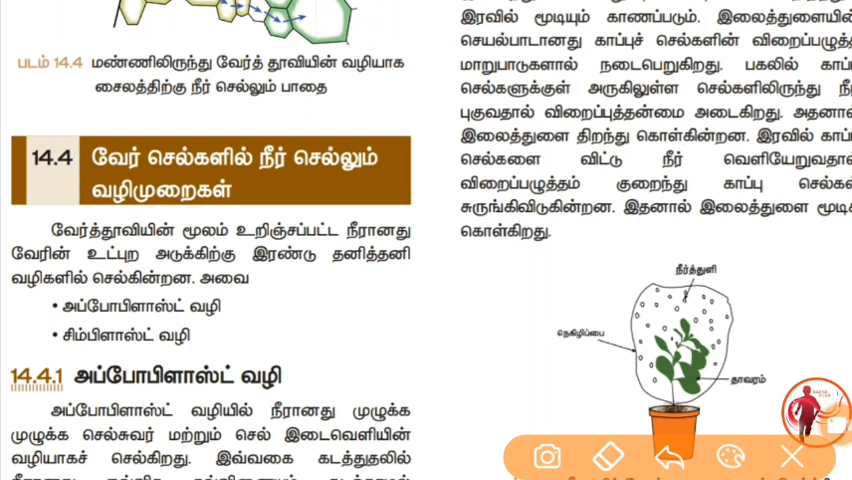 படம் 14.4 மண்ணிலிருந்து வேர்த் தூவியின் வழியாக
சைலத்திற்கு நீர் செல்லும் பாதை
14.4 வேர் செல்களில் நீர் செல்லும்
வழிமுறைகள்
வேர்த்தூவியின் மூலம் உறிஞ்சப்பட்ட நீரானது
வேரின் உட்புற அடுக்கிற்கு இரண்டு தனித்தனி
வழிகளில் செல்கின்றன. அவை
• அப்போபிளாஸ்ட் வழி
• சிம்பிளாஸ்ட் வழி
14.4.1 அப்போபிளாஸ்ட் வழி
அப்போபிளாஸ்ட் வழியில் நீரானது முழுக்க
முழுக்க செல்சுவர் மற்றும் செல் இடைவெளியின்
வழியாகச் செல்கிறது. இவ்வகை கடத்துதலில்
இரவில் மூடியும் காணப்படும். இலைத்துளையின்
செயல்பாடானது காப்புச் செல்களின் விறைப்பழுத்த
மாறுபாடுகளால் நடைபெறுகிறது. பகலில் காப்பு
செல்களுக்குள் அருகிலுள்ள செல்களிலிருந்து நீர்
புகுவதால் விறைப்புத்தன்மை அடைகிறது. அதனால்
இலைத்துளை திறந்து கொள்கின்றன. இரவில் காப்பு
செல்களை விட்டு நீர் வெளியேறுவதால்
விறைப்பழுத்தம் குறைந்து காப்பு செல்கள்
சுருங்கிவிடுகின்றன. இதனால் இலைத்துளை மூடிக்
கொள்கிறது.
நீர்த்துளி
நெகிழிப்பை
தாவரம்